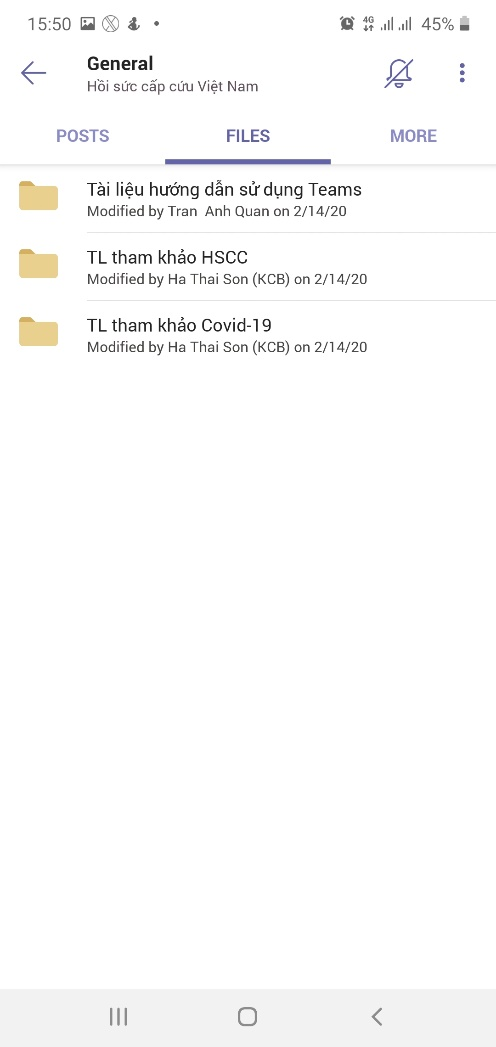 15:50
4G
45%
General
Hồi sức cấp cứu Việt Nam
POSTS
FILES
MORE
Tài liệu hướng dẫn sử dụng Teams
Modified by Tran  Anh Quan on 2/14/20
TL tham khảo HSCC
Modified by Ha Thai Son (KCB) on 2/14/20
TL tham khảo Covid-19
Modified by Ha Thai Son (KCB) on 2/14/20